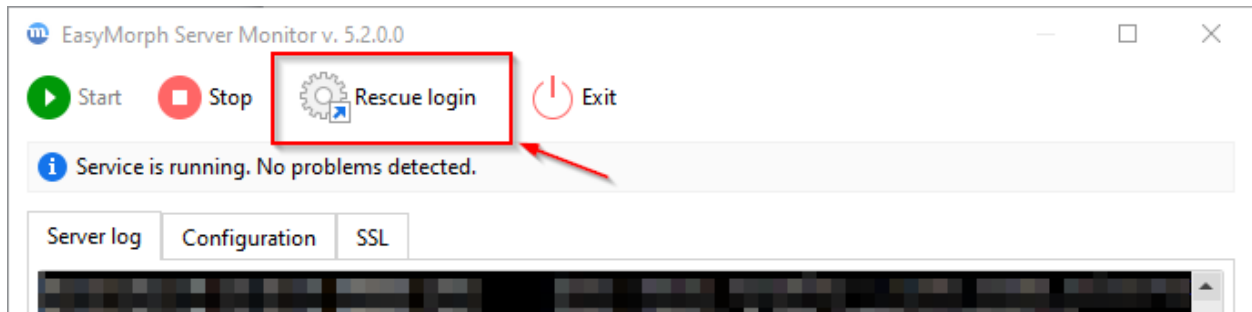 EasyMorph Server Monitor v. 5.2.0.0
Start Stop Rescue login Exit
Service is running. No problems detected.
Server log Configuration SSL